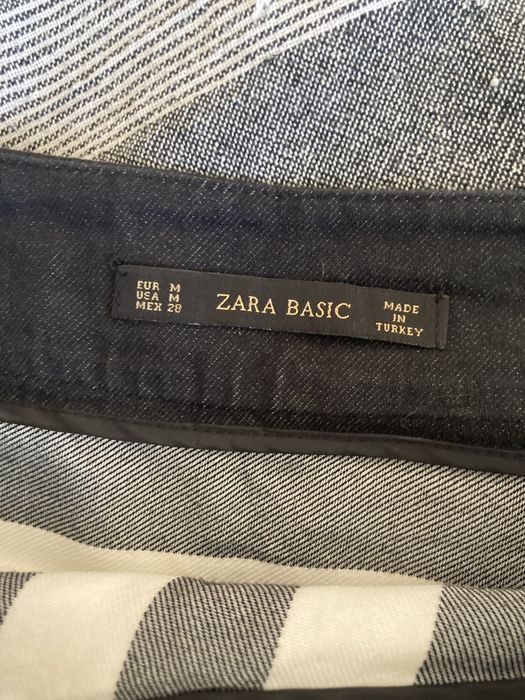 EUR M
USA M
MEX 28
ZARA BASIC
MADE
IN
TURKEY